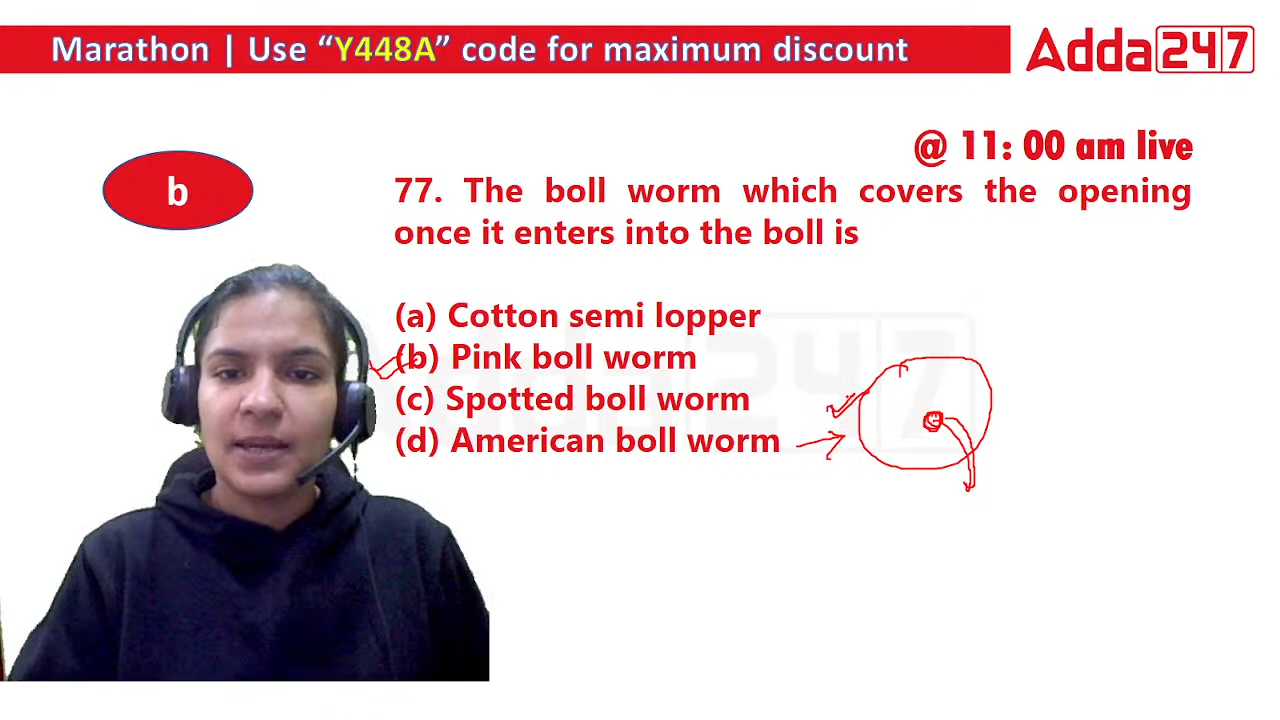 Marathon | Use “Y448A” code for maximum discount
Adda247
@ 11: 00 am live
b
77. The boll worm which covers the opening
once it enters into the boll is
(a) Cotton semi lopper
(b) Pink boll worm
(c) Spotted boll worm
(d) American boll worm
Adda247